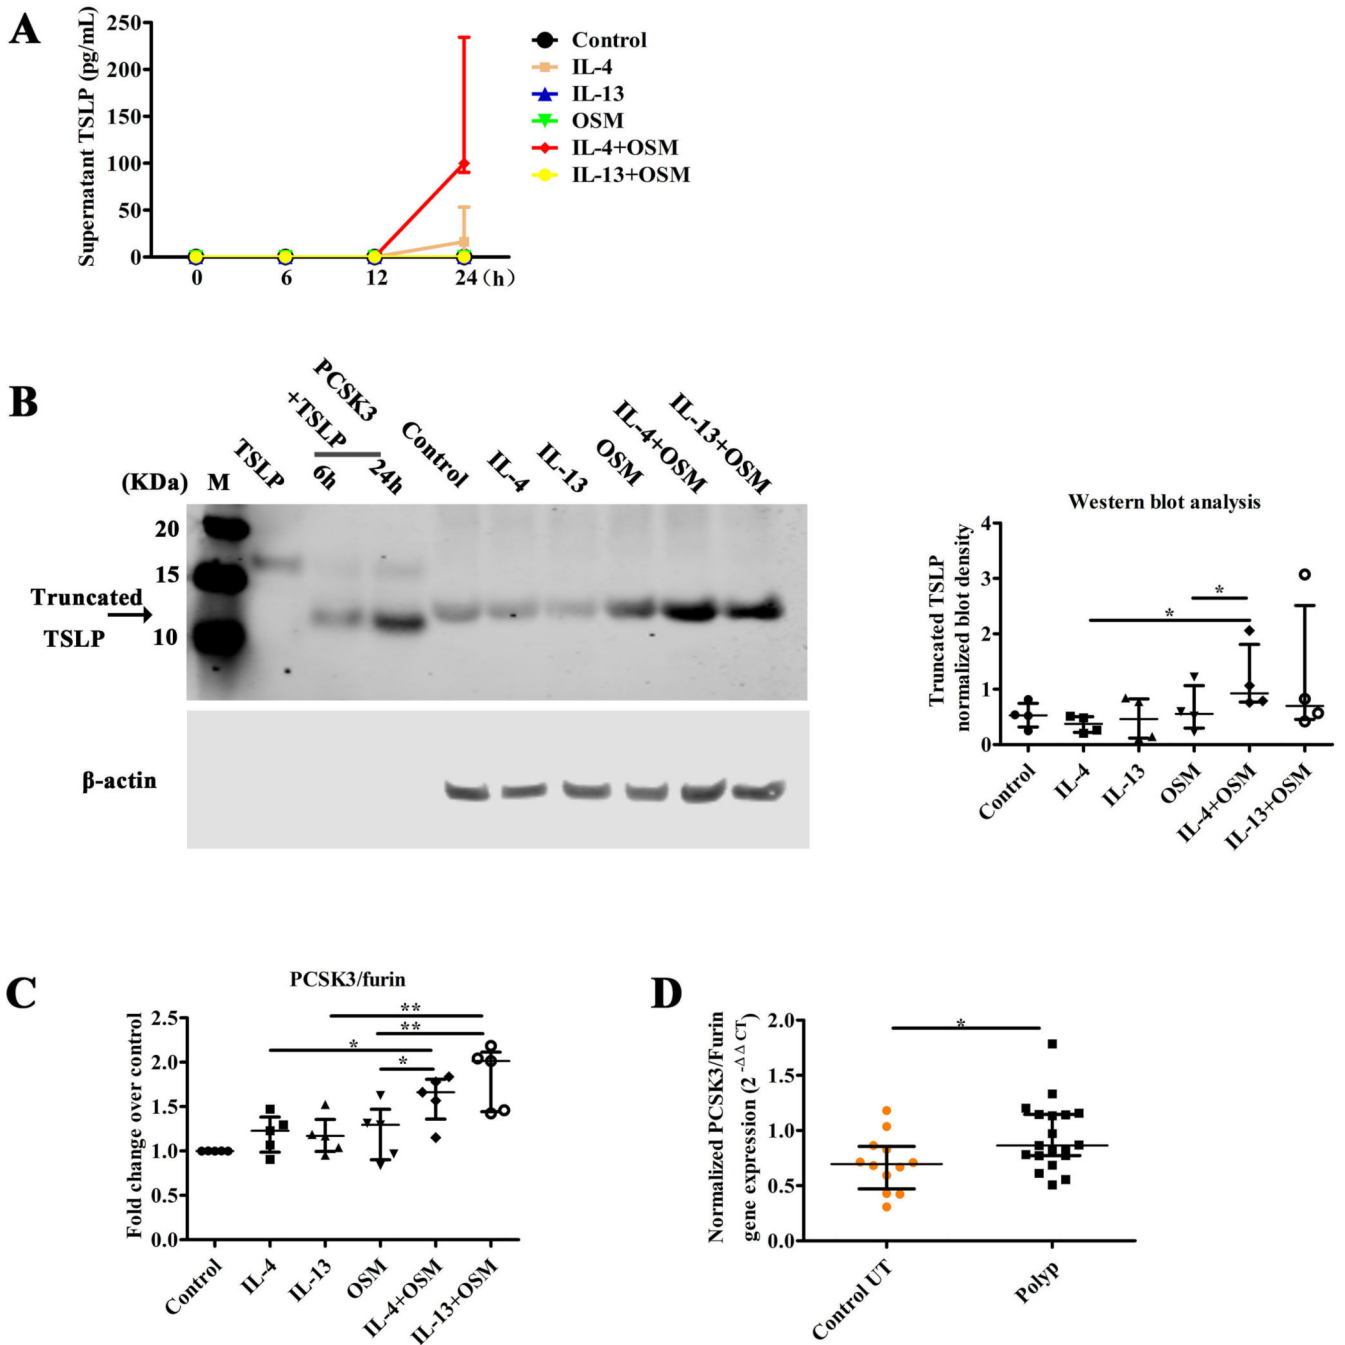 A
Supernatant TSLP (pg/mL)
250
200
150
100
50
0
0 6 12 24 (h)
Control
IL-4
IL-13
OSM
IL-4+OSM
IL-13+OSM
B
(KDa) M TSLP
PCSK3
+TSLP
6h 24h
Control IL-4 IL-13 OSM IL-4+OSM IL-13+OSM
20
15
10
Truncated
TSLP
β-actin
Western blot analysis
Truncated TSLP
normalized blot density
4
3
2
1
0
*
*
Control IL-4 IL-13 OSM IL-4+OSM IL-13+OSM
C
PCSK3/furin
Fold change over control
2.5
2.0
1.5
1.0
0.5
0.0
**
**
*
*
Control IL-4 IL-13 OSM IL-4+OSM IL-13+OSM
D
Normalized PCSK3/Furin
gene expression (2 -ΔΔCT)
2.0
1.5
1.0
0.5
0.0
*
Control UT Polyp